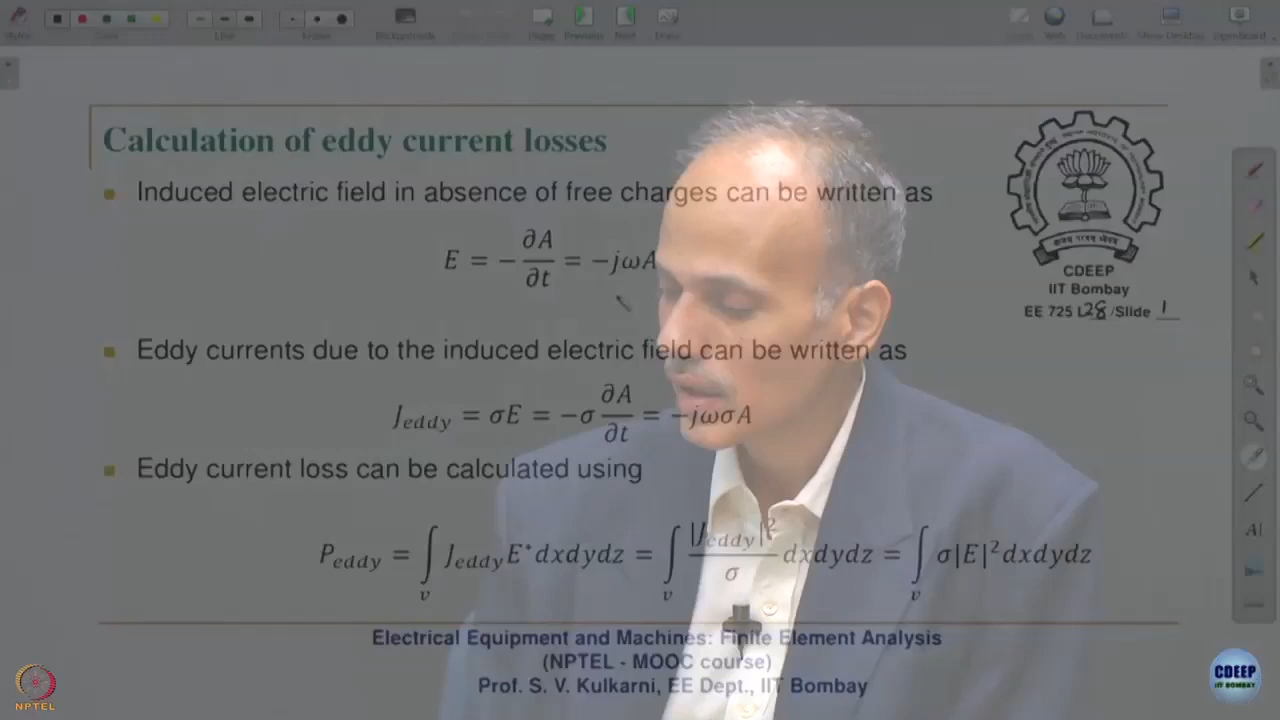 Calculation of eddy current losses
Induced electric field in absence of free charges can be written as
E = −∂A/∂t = −jωA
CDEEP
IIT Bombay
EE 725 L28/Slide 1
Eddy currents due to the induced electric field can be written as
J_eddy = σE = −σ ∂A/∂t = −jωσA
Eddy current loss can be calculated using
P_eddy = ∫_v J_eddy E* dxdydz = ∫_v |J_eddy|²/σ dxdydz = ∫_v σ|E|² dxdydz
Electrical Equipment and Machines: Finite Element Analysis
(NPTEL - MOOC course)
Prof. S. V. Kulkarni, EE Dept., IIT Bombay
NPTEL
CDEEP
IIT BOMBAY